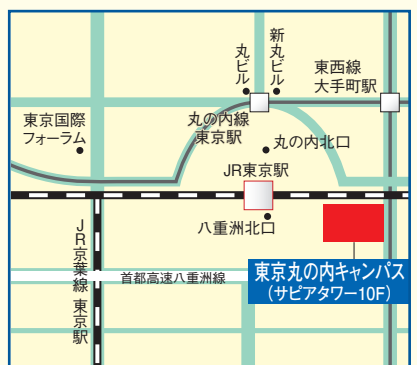 丸ビル
新丸ビル
東西線
大手町駅
東京国際
フォーラム
丸の内線
東京駅
丸の内北口
JR東京駅
八重洲北口
JR京葉線 東京駅
首都高速八重洲線
東京丸の内キャンパス
(サピアタワー10F)